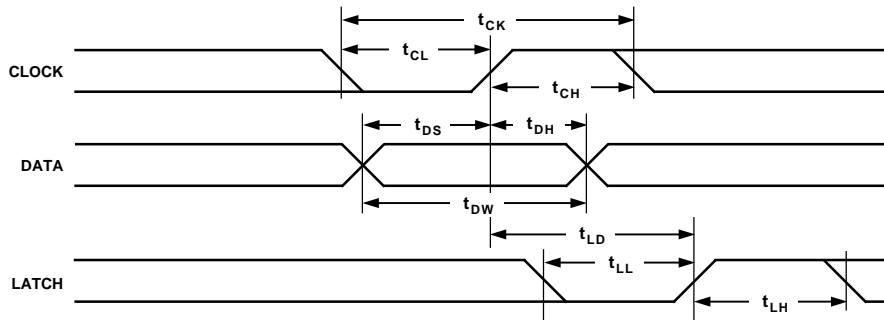 tCK
tCL
CLOCK
tCH
tDS
tDH
DATA
tDW
tLD
tLL
LATCH
tLH